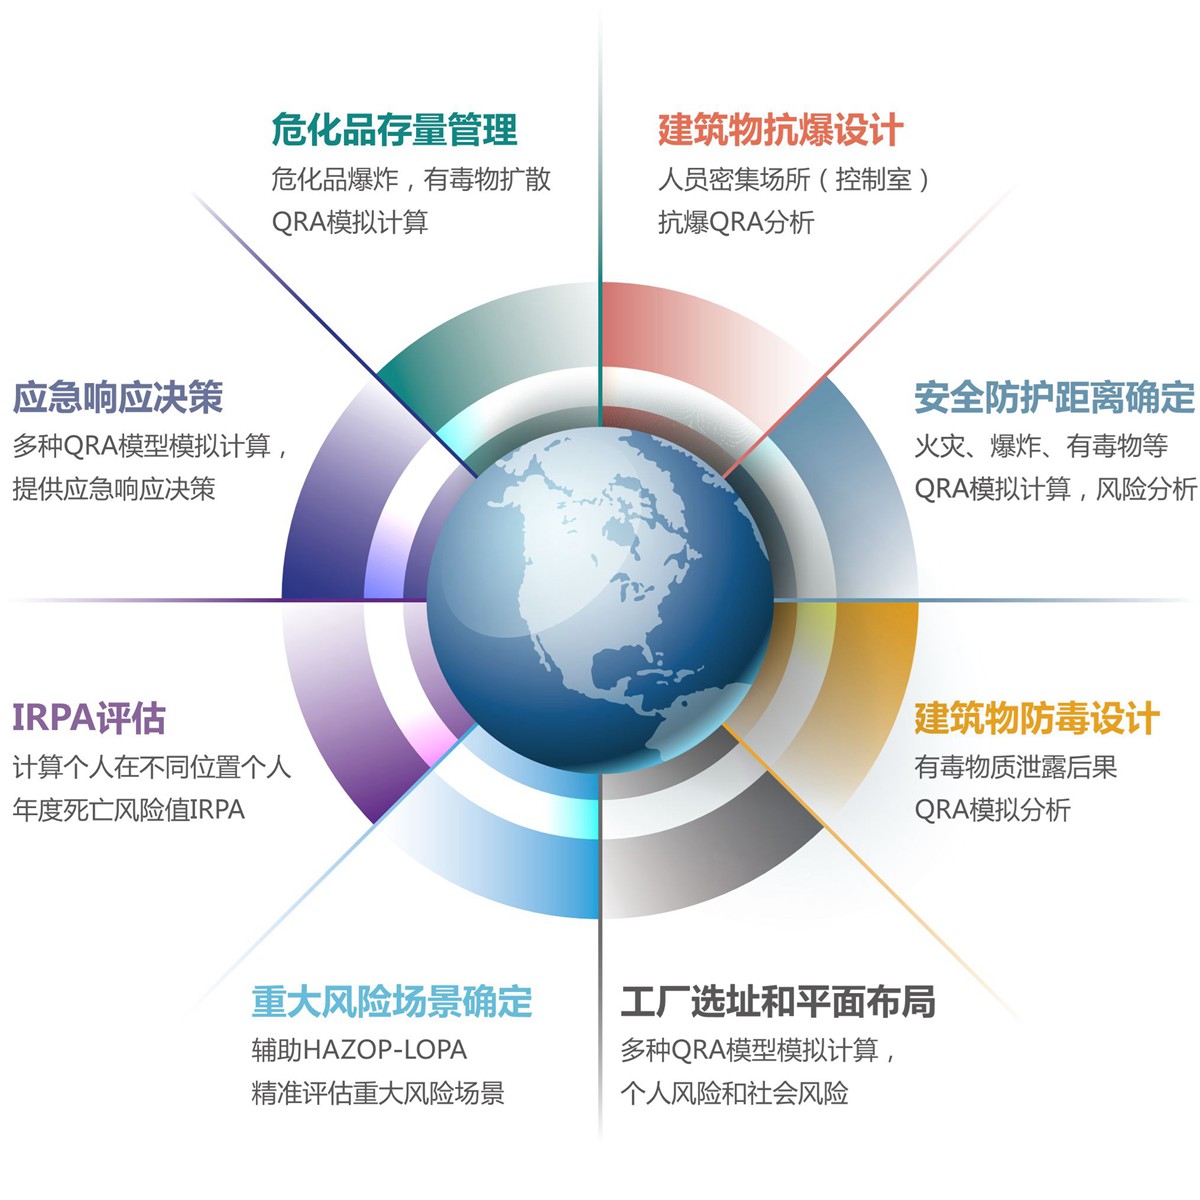 危化品存量管理
危化品爆炸，有毒物扩散
QRA模拟计算
建筑物抗爆设计
人员密集场所（控制室）
抗爆QRA分析
应急响应决策
多种QRA模型模拟计算，
提供应急响应决策
安全防护距离确定
火灾、爆炸、有毒物等
QRA模拟计算，风险分析
IRPA评估
计算个人在不同位置个人
年度死亡风险值IRPA
建筑物防毒设计
有毒物质泄露后果
QRA模拟分析
重大风险场景确定
辅助HAZOP-LOPA
精准评估重大风险场景
工厂选址和平面布局
多种QRA模型模拟计算，
个人风险和社会风险